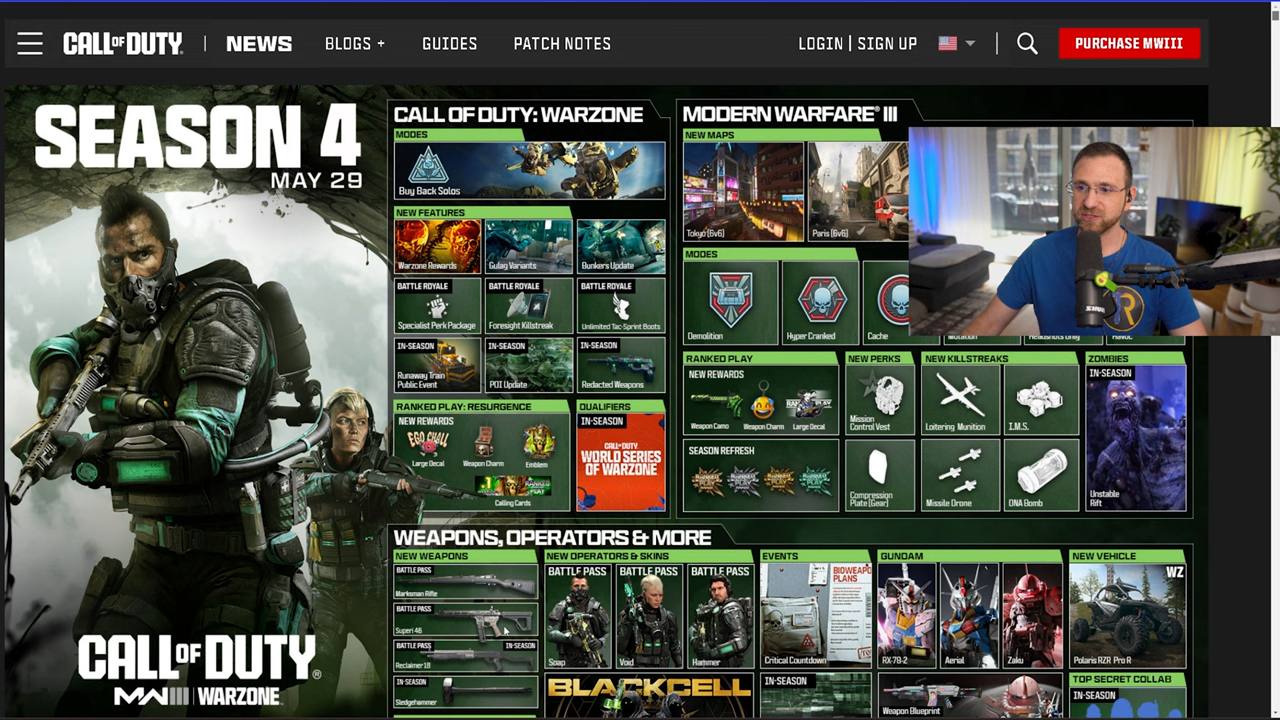 CALL OF DUTY
NEWS
BLOGS +
GUIDES
PATCH NOTES
LOGIN | SIGN UP
PURCHASE MWIII
SEASON 4
MAY 29
CALL OF DUTY: WARZONE
MODES
Buy Back Solos
NEW FEATURES
Warzone Rewards
Gulag Variants
Bunkers Update
BATTLE ROYALE
Specialist Perk Package
BATTLE ROYALE
Foresight Killstreak
BATTLE ROYALE
Unlimited Tac-Sprint Boots
IN-SEASON
Runaway Train
Public Event
IN-SEASON
POI Update
IN-SEASON
Redacted Weapons
RANKED PLAY: RESURGENCE
NEW REWARDS
EGO CHALL
Large Decal
Weapon Charm
Emblem
Calling Cards
QUALIFIERS
IN-SEASON
CALL OF DUTY
WORLD SERIES
OF WARZONE
MODERN WARFARE® III
NEW MAPS
Tokyo (6v6)
Paris (6v6)
MODES
Demolition
Hyper Cranked
Cache
Mutation
Headshots Only
Havoc
RANKED PLAY
NEW REWARDS
Weapon Camo
Weapon Charm
Large Decal
SEASON REFRESH
NEW PERKS
Mission
Control Vest
Compression
Plate (Gear)
NEW KILLSTREAKS
Loitering Munition
I.M.S.
Missile Drone
DNA Bomb
ZOMBIES
IN-SEASON
Unstable
Rift
WEAPONS, OPERATORS & MORE
NEW WEAPONS
BATTLE PASS
Marksman Rifle
BATTLE PASS
Superi 46
BATTLE PASS
IN-SEASON
Reclaimer 18
IN-SEASON
Sledgehammer
NEW OPERATORS & SKINS
BATTLE PASS
Soap
BATTLE PASS
Void
BATTLE PASS
Hammer
BLACKCELL
EVENTS
BIOWEAPO
PLANS
Critical Countdown
IN-SEASON
GUNDAM
RX-78-2
Aerial
Zaku
Weapon Blueprint
NEW VEHICLE
WZ
Polaris RZR Pro R
TOP SECRET COLLAB
IN-SEASON
CALL OF DUTY®
MWIII | WARZONE